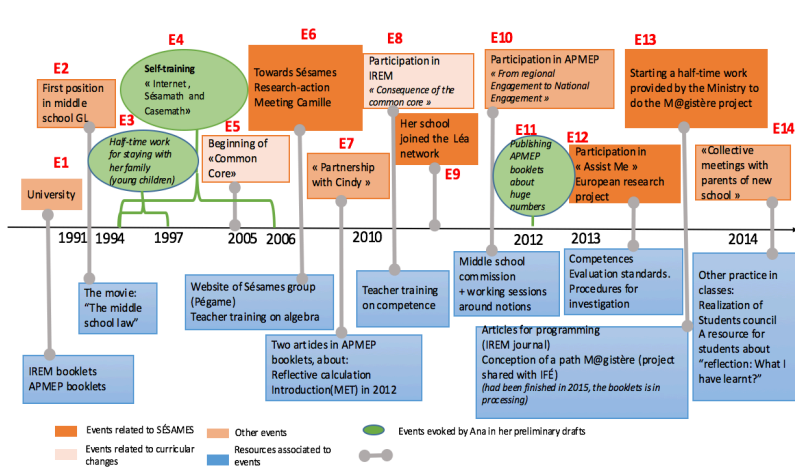 E1
University
E2
First position
in middle
school GL
E3
Half-time work
for staying with
her family
(young children)
E4
Self-training
« Internet,
Sésamath and
Casemath»
E5
Beginning of
«Common
Core»
E6
Towards Sésames
Research-action
Meeting Camille
E7
« Partnership
with Cindy »
E8
Participation in
IREM
« Consequence of the
common core »
Her school
joined the Léa
network
E9
E10
Participation in APMEP
« From regional
Engagement to National
Engagement »
E11
Publishing
APMEP
booklets
about
huge
numbers
E12
Participation in
« Assist Me »
European research
project
E13
Starting a half-time work
provided by the Ministry to
do the M@gistère project
E14
«Collective
meetings with
parents of new
school »
1991 1994 1997 2005 2006 2010 2012 2013 2014
IREM booklets
APMEP booklets
The movie:
"The middle
school law"
Website of Sésames group
(Pégame)
Teacher training on algebra
Two articles in APMEP
booklets, about:
Reflective calculation
Introduction(MET) in 2012
Teacher training
on competence
Middle school
commission
+ working sessions
around notions
Competences
Evaluation standards.
Procedures for
investigation
Articles for programming
(IREM journal)
Conception of a path M@gistère (project
shared with IFÉ)
(had been finished in 2015, the booklets is in
processing)
Other practice in
classes:
Realization of
Students council
A resource for
students about
"reflection: What I
have learnt?"
Events related to SÉSAMES
Events related to curricular
changes
Other events
Resources associated to
events
Events evoked by Ana in her preliminary drafts